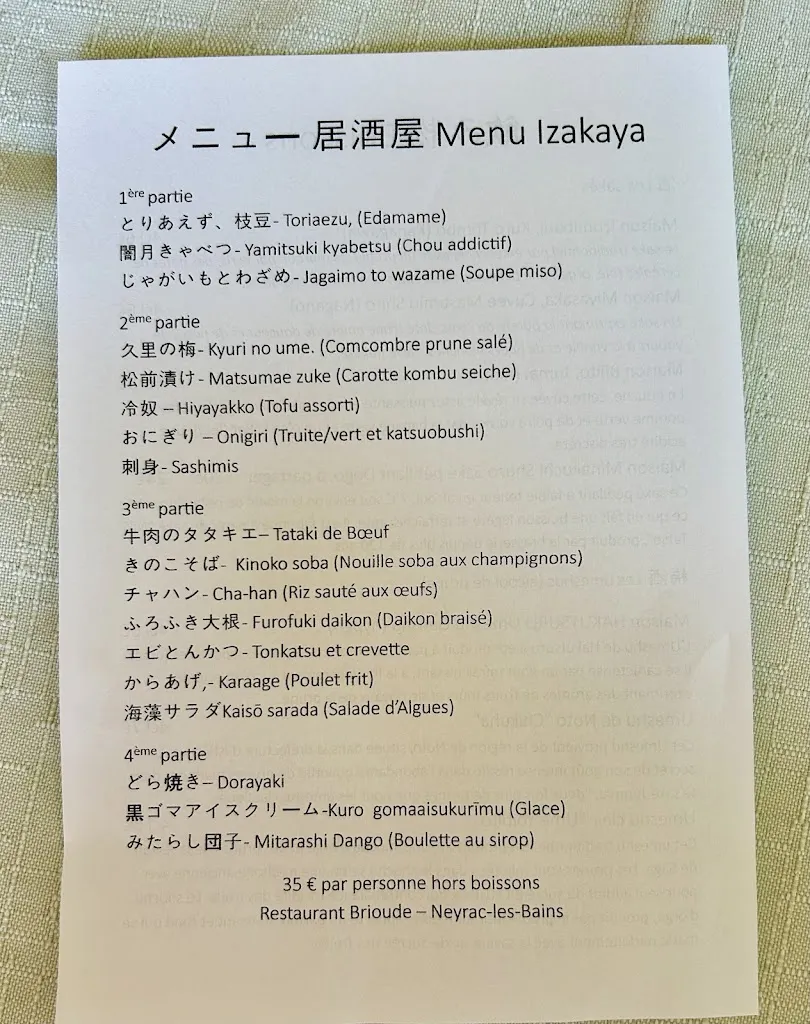 メニュー 居酒屋 Menu Izakaya
1ère partie
とりあえず、枝豆- Toriaezu, (Edamame)
闇月きゃべつ- Yamitsuki kyabetsu (Chou addictif)
じゃがいもとわざめ- Jagaimo to wazame (Soupe miso)
2ème partie
久里の梅- Kyuri no ume. (Comcombre prune salé)
松前漬け- Matsumae zuke (Carotte kombu seiche)
冷奴 – Hiyayakko (Tofu assorti)
おにぎり – Onigiri (Truite/vert et katsuobushi)
刺身- Sashimis
3ème partie
牛肉のタタキエ– Tataki de Bœuf
きのこそば- Kinoko soba (Nouille soba aux champignons)
チャハン- Cha-han (Riz sauté aux œufs)
ふろふき大根- Furofuki daikon (Daikon braisé)
エビとんかつ- Tonkatsu et crevette
からあげ,- Karaage (Poulet frit)
海藻サラダKaisō sarada (Salade d’Algues)
4ème partie
どら焼き– Dorayaki
黒ゴマアイスクリーム-Kuro gomaaisukurīmu (Glace)
みたらし団子- Mitarashi Dango (Boulette au sirop)
35 € par personne hors boissons
Restaurant Brioude – Neyrac-les-Bains